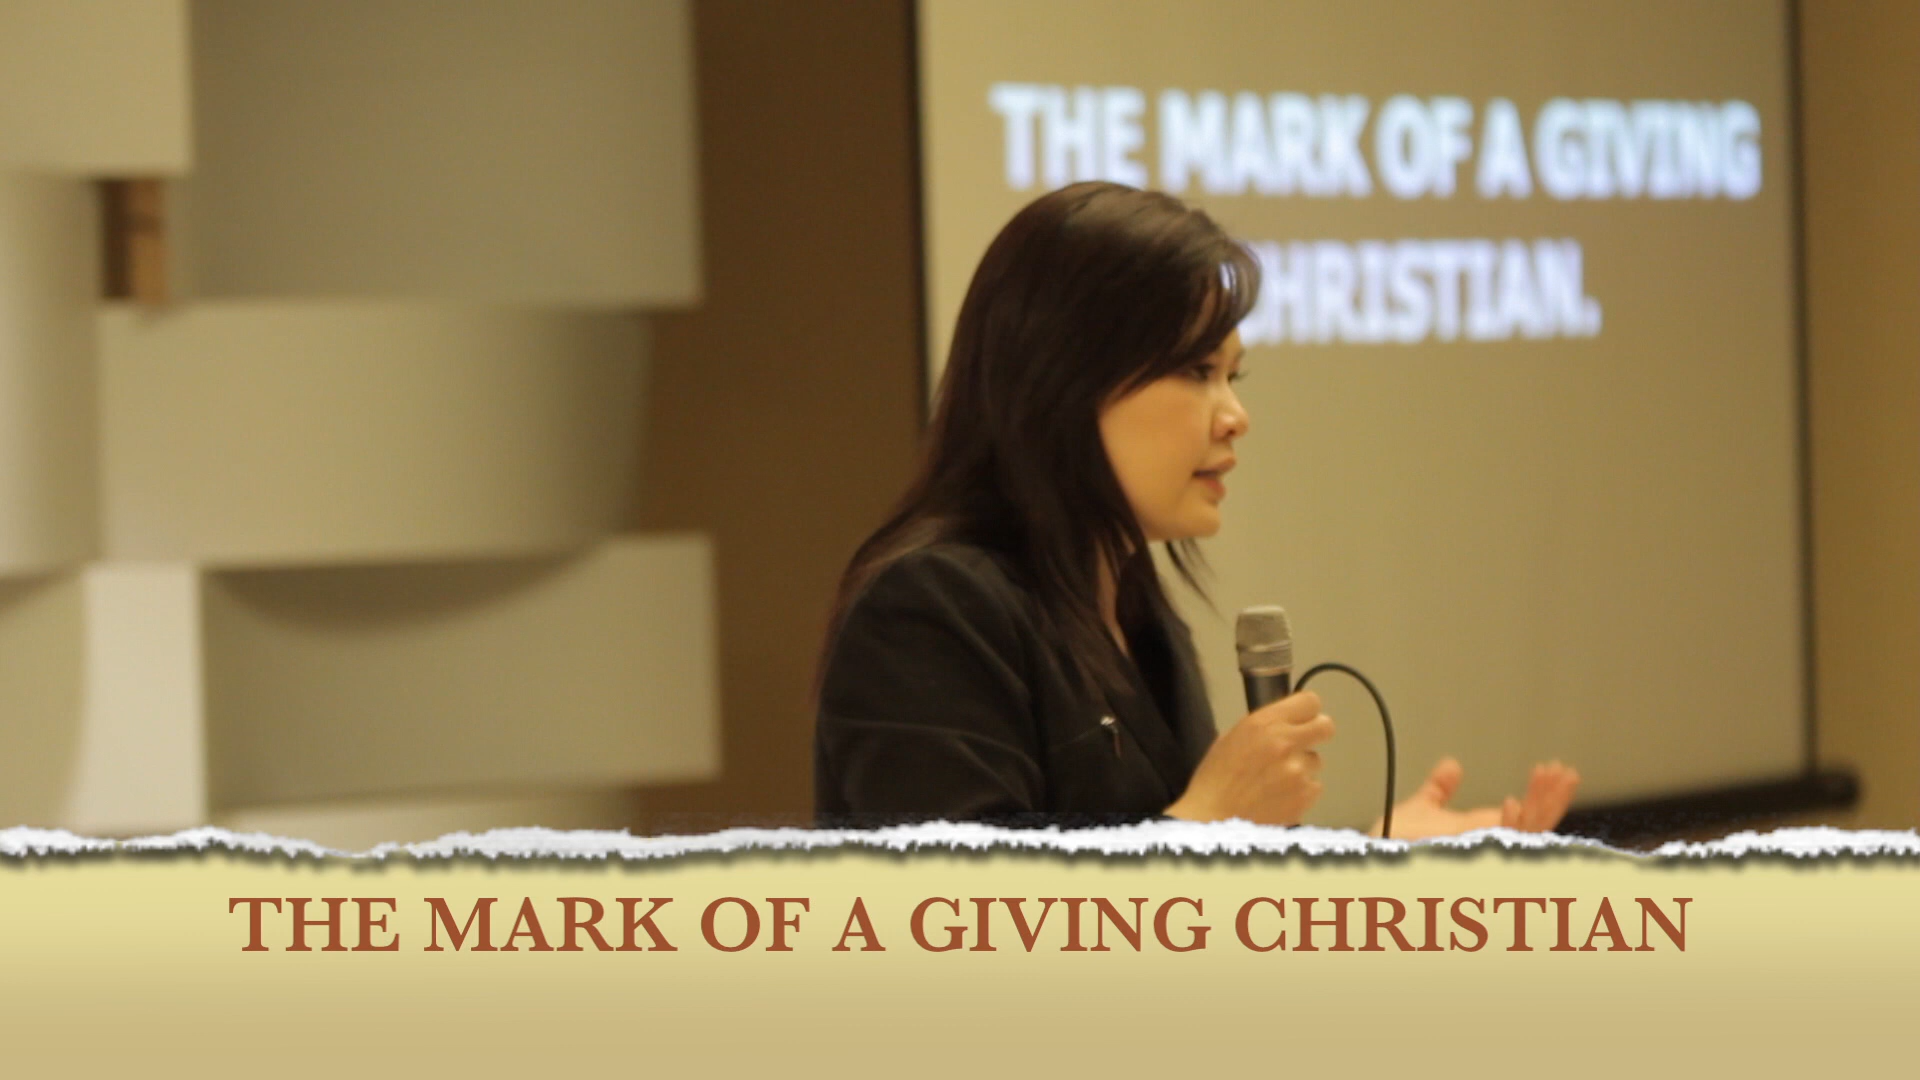 THE MARK OF A GIVING
CHRISTIAN.
THE MARK OF A GIVING CHRISTIAN